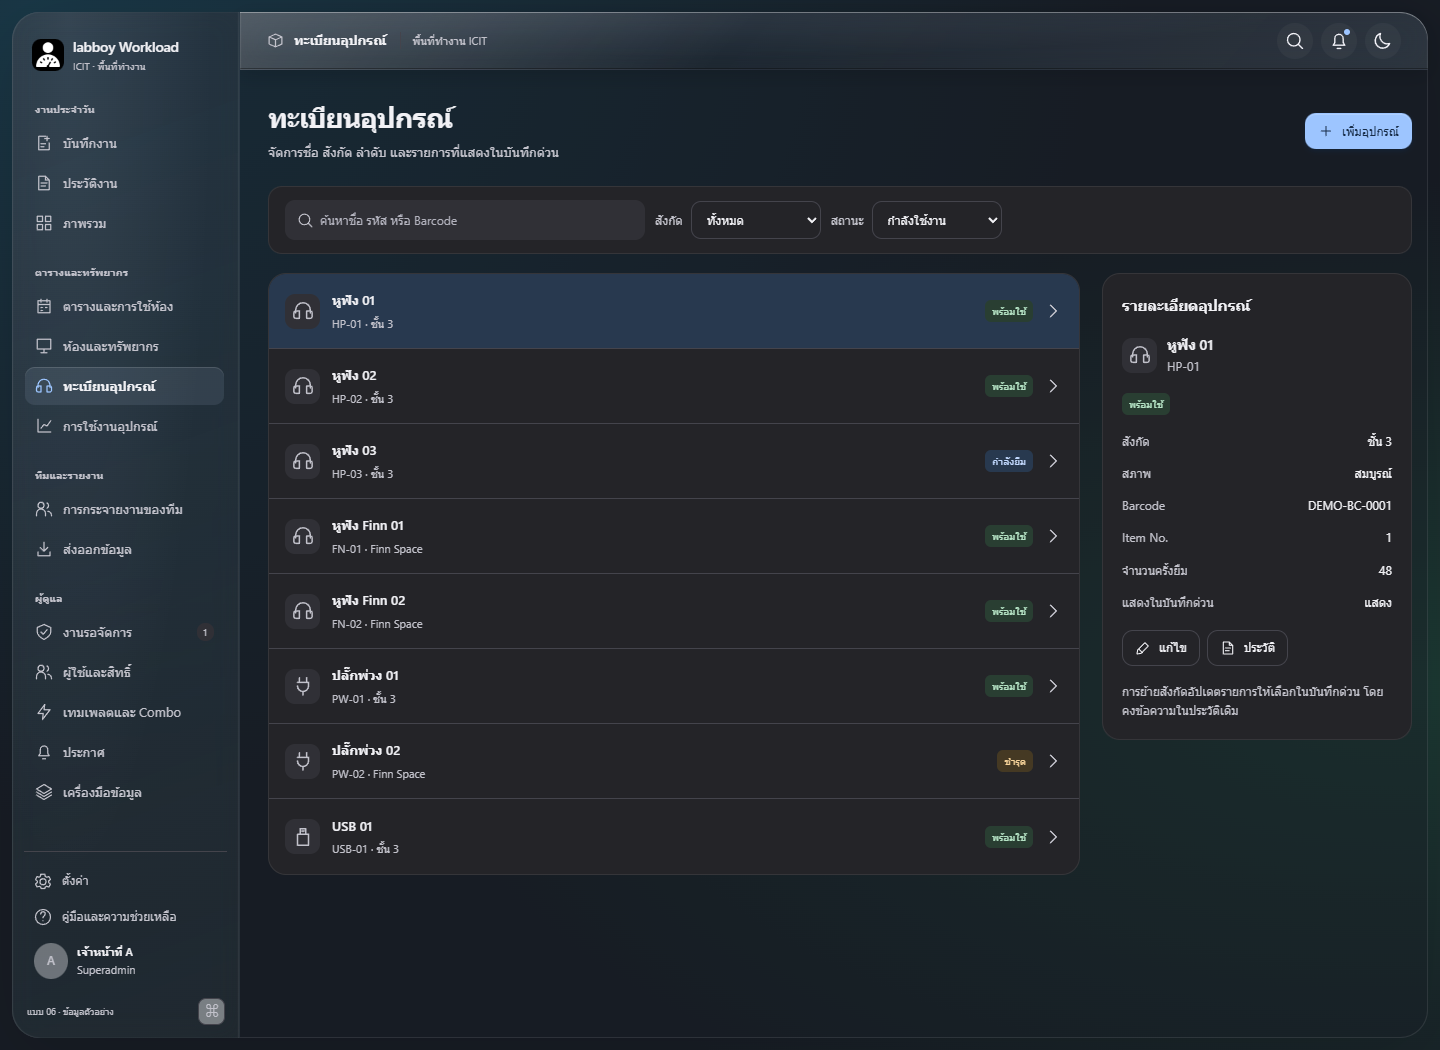 labboy Workload
ICIT · พื้นที่ทำงาน
งานประจำวัน
บันทึกงาน
ประวัติงาน
ภาพรวม
ตารางและทรัพยากร
ตารางและการใช้ห้อง
ห้องและทรัพยากร
ทะเบียนอุปกรณ์
การใช้งานอุปกรณ์
ทีมและรายงาน
การกระจายงานของทีม
ส่งออกข้อมูล
ผู้ดูแล
งานรอจัดการ 1
ผู้ใช้และสิทธิ์
เทมเพลตและ Combo
ประกาศ
เครื่องมือข้อมูล
ตั้งค่า
คู่มือและความช่วยเหลือ
A
เจ้าหน้าที่ A
Superadmin
แบบ 06 · ข้อมูลตัวอย่าง
ทะเบียนอุปกรณ์ พื้นที่ทำงาน ICIT
ทะเบียนอุปกรณ์
จัดการชื่อ สังกัด ลำดับ และรายการที่แสดงในบันทึกด่วน
เพิ่มอุปกรณ์
ค้นหาชื่อ รหัส หรือ Barcode สังกัด ทั้งหมด สถานะ กำลังใช้งาน
หูฟัง 01
HP-01 · ชั้น 3
พร้อมใช้
หูฟัง 02
HP-02 · ชั้น 3
พร้อมใช้
หูฟัง 03
HP-03 · ชั้น 3
กำลังยืม
หูฟัง Finn 01
FN-01 · Finn Space
พร้อมใช้
หูฟัง Finn 02
FN-02 · Finn Space
พร้อมใช้
ปลั๊กพ่วง 01
PW-01 · ชั้น 3
พร้อมใช้
ปลั๊กพ่วง 02
PW-02 · Finn Space
ชำรุด
USB 01
USB-01 · ชั้น 3
พร้อมใช้
รายละเอียดอุปกรณ์
หูฟัง 01
HP-01
พร้อมใช้
สังกัด ชั้น 3
สภาพ สมบูรณ์
Barcode DEMO-BC-0001
Item No. 1
จำนวนครั้งยืม 48
แสดงในบันทึกด่วน แสดง
แก้ไข ประวัติ
การย้ายสังกัดอัปเดตรายการให้เลือกในบันทึกด่วน โดย
คงข้อความในประวัติเดิม